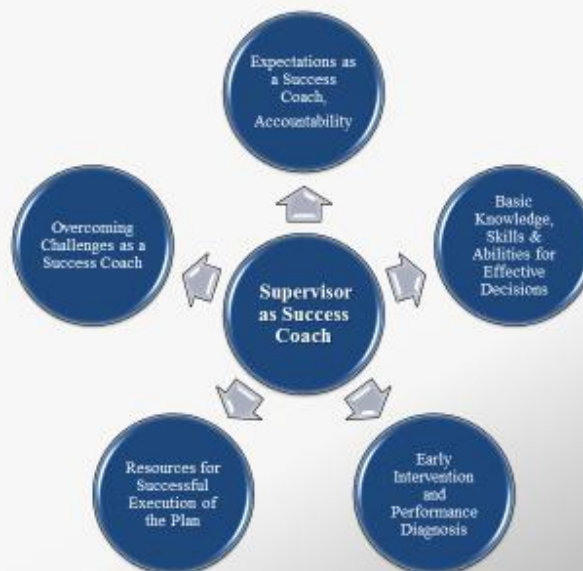 Expectations as
a Success
Coach,
Accountability
Overcoming
Challenges as a
Success Coach
Basic
Knowledge,
Skills &
Abilities for
Effective
Decisions
Supervisor
as Success
Coach
Resources for
Successful
Execution of
the Plan
Early
Intervention
and
Performance
Diagnosis